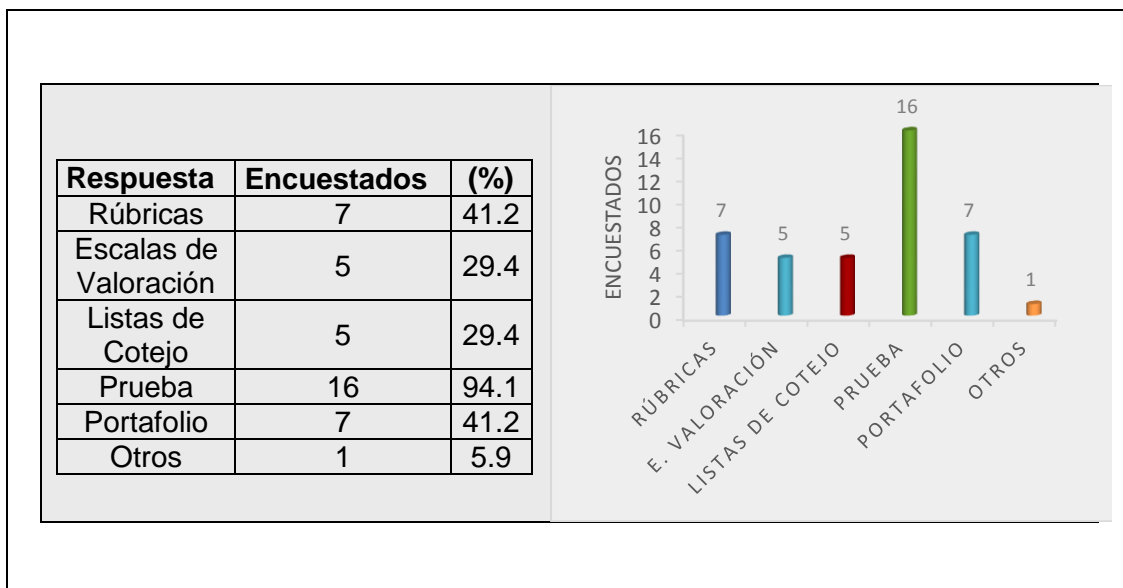 Respuesta Encuestados (%)
Rúbricas 7 41.2
Escalas de
Valoración 5 29.4
Listas de
Cotejo 5 29.4
Prueba 16 94.1
Portafolio 7 41.2
Otros 1 5.9
ENCUESTADOS
16
14
12
10
8
6
4
2
0
7
5
5
16
7
1
RÚBRICAS
E. VALORACIÓN
LISTAS DE COTEJO
PRUEBA
PORTAFOLIO
OTROS